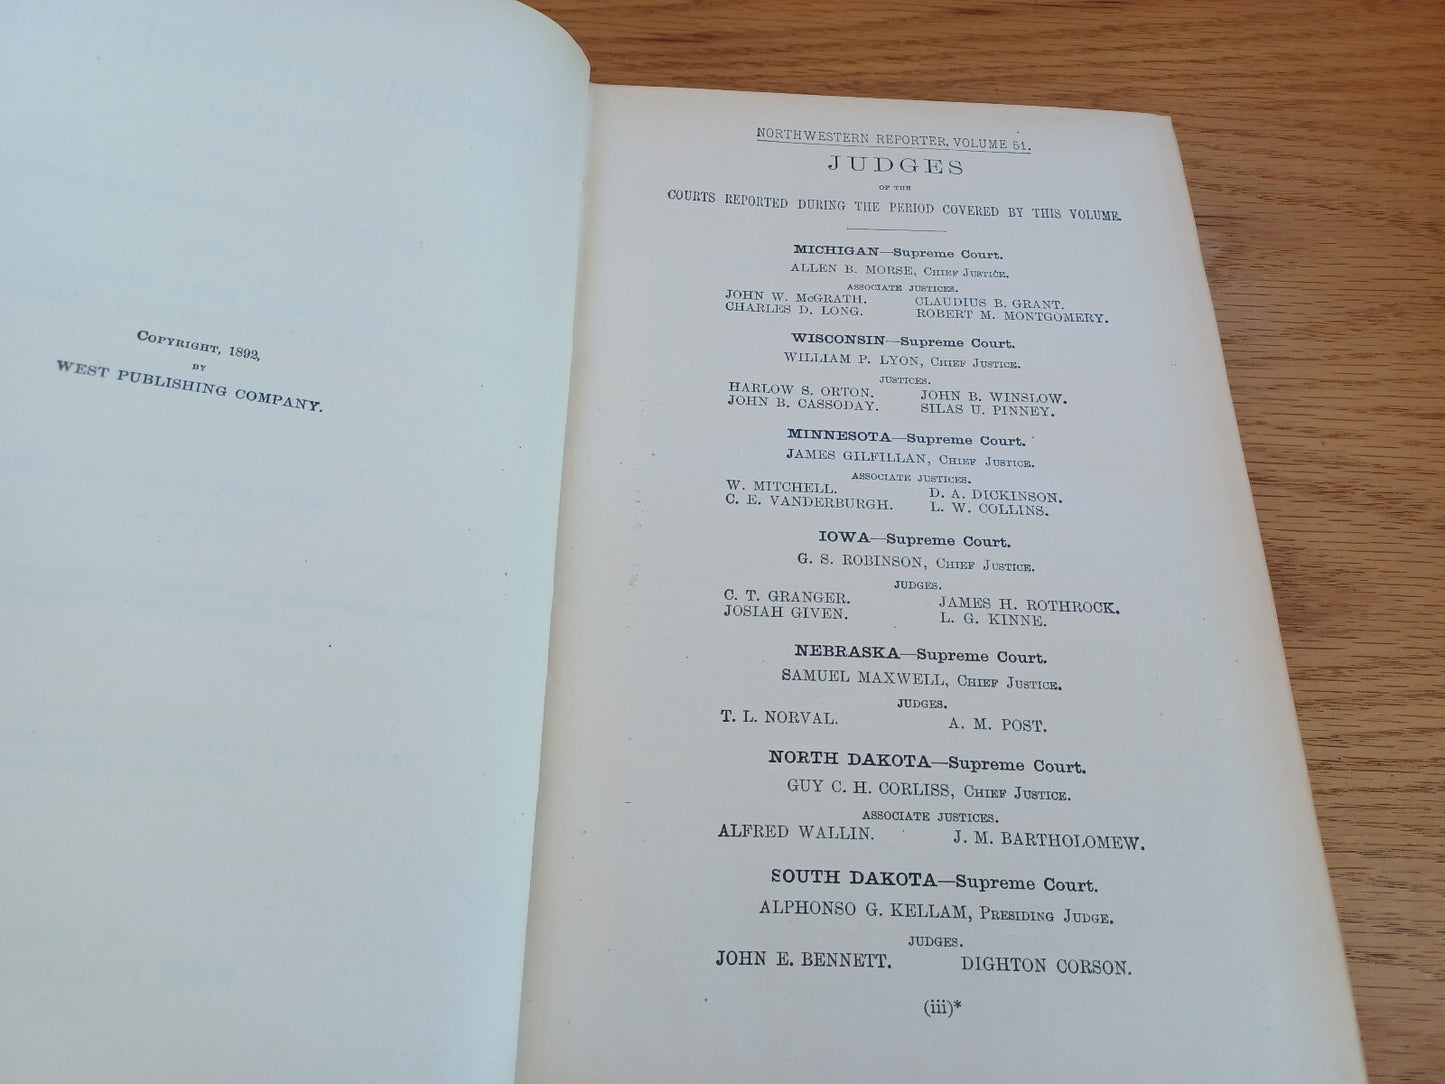 COPYRIGHT, 1892,
BY
WEST PUBLISHING COMPANY.
NORTHWESTERN REPORTER, VOLUME 51.
JUDGES
OF THE
COURTS REPORTED DURING THE PERIOD COVERED BY THIS VOLUME.
MICHIGAN—Supreme Court.
ALLEN B. MORSE, CHIEF JUSTICE.
ASSOCIATE JUSTICES.
JOHN W. McGRATH. CLAUDIUS B. GRANT.
CHARLES D. LONG. ROBERT M. MONTGOMERY.
WISCONSIN—Supreme Court.
WILLIAM P. LYON, CHIEF JUSTICE.
JUSTICES.
HARLOW S. ORTON. JOHN B. WINSLOW.
JOHN B. CASSODAY. SILAS U. PINNEY.
MINNESOTA—Supreme Court.
JAMES GILFILLAN, CHIEF JUSTICE.
ASSOCIATE JUSTICES.
W. MITCHELL. D. A. DICKINSON.
C. E. VANDERBURGH. L. W. COLLINS.
IOWA—Supreme Court.
G. S. ROBINSON, CHIEF JUSTICE.
JUDGES.
C. T. GRANGER. JAMES H. ROTHROCK.
JOSIAH GIVEN. L. G. KINNE.
NEBRASKA—Supreme Court.
SAMUEL MAXWELL, CHIEF JUSTICE.
JUDGES.
T. L. NORVAL. A. M. POST.
NORTH DAKOTA—Supreme Court.
GUY C. H. CORLISS, CHIEF JUSTICE.
ASSOCIATE JUSTICES.
ALFRED WALLIN. J. M. BARTHOLOMEW.
SOUTH DAKOTA—Supreme Court.
ALPHONSO G. KELLAM, PRESIDING JUDGE.
JUDGES.
JOHN E. BENNETT. DIGHTON CORSON.
(iii)*